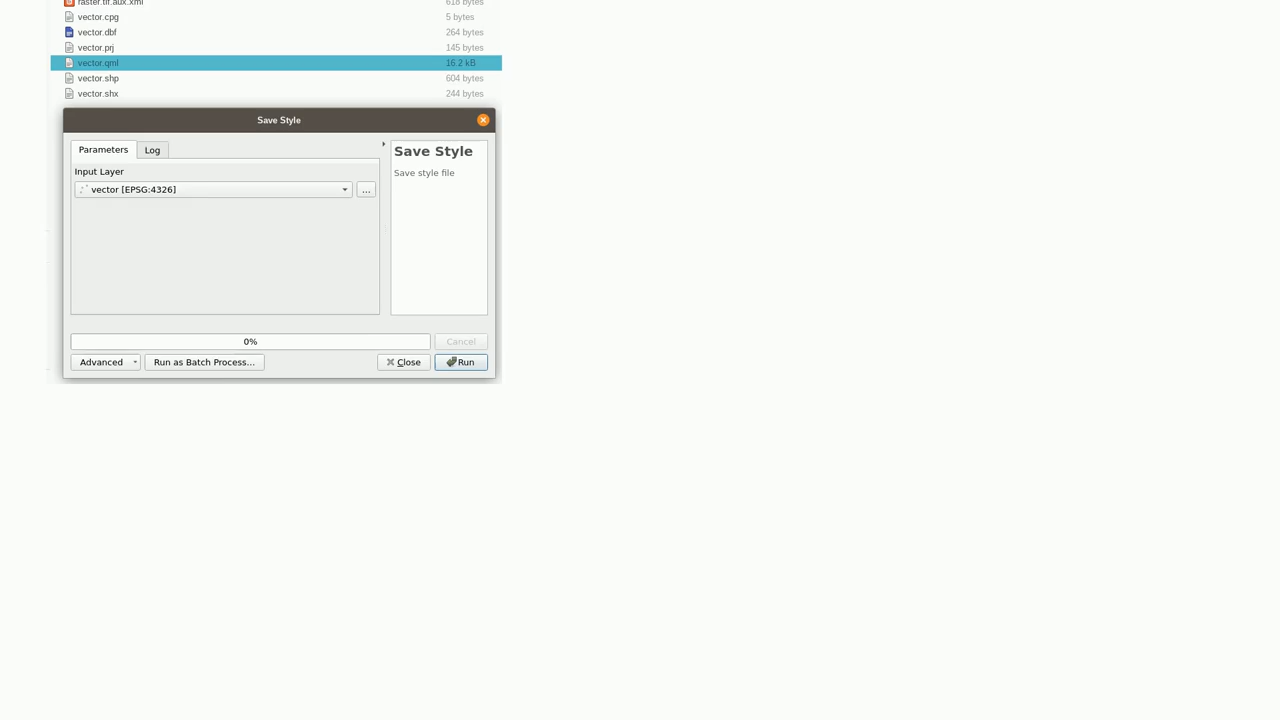 raster.tif.aux.xml 618 bytes
vector.cpg 5 bytes
vector.dbf 264 bytes
vector.prj 145 bytes
vector.qml 16.2 kB
vector.shp 604 bytes
vector.shx 244 bytes
Save Style
Parameters Log
Save Style
Input Layer
Save style file
vector [EPSG:4326] ...
0% Cancel
Advanced Run as Batch Process... Close Run